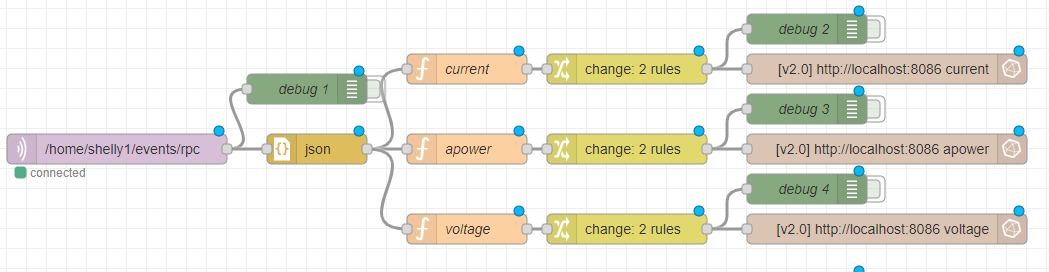 debug 2
current
change: 2 rules
[v2.0] http://localhost:8086 current
debug 1
debug 3
/home/shelly1/events/rpc
json
apower
change: 2 rules
[v2.0] http://localhost:8086 apower
connected
debug 4
voltage
change: 2 rules
[v2.0] http://localhost:8086 voltage